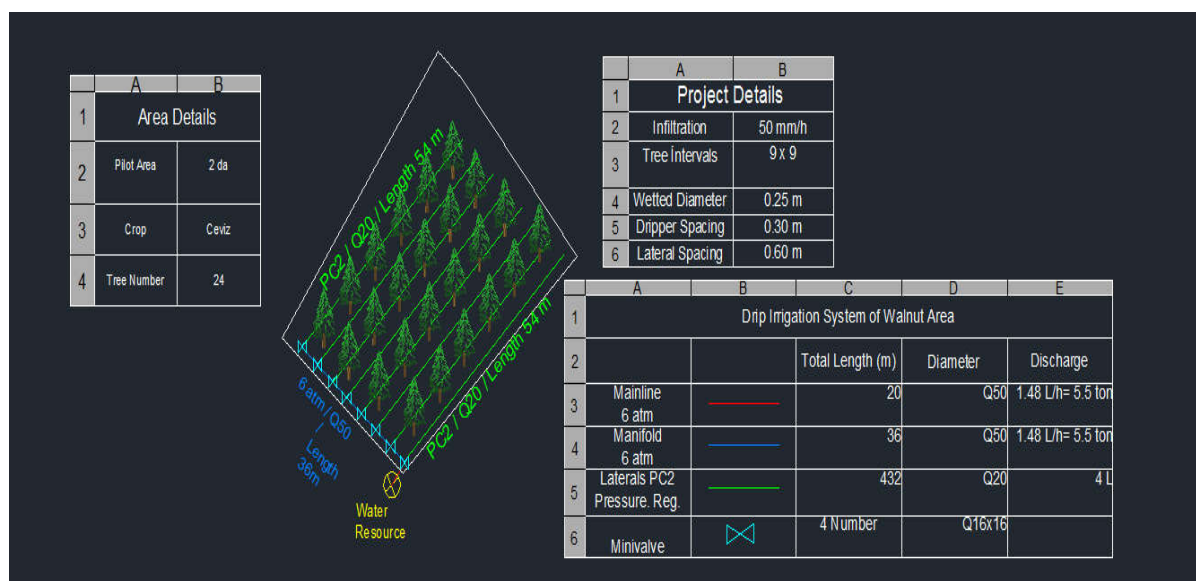 A B
1 Area Details
2 Pilot Area 2 da
3 Crop Ceviz
4 Tree Number 24
PC2 / Q20 / Length 54 m
PC2 / Q20 / Length 54 m
6 atm / Q50
/
Length
36m
Water
Resource
A B
1 Project Details
2 Infiltration 50 mm/h
3 Tree İntervals 9 x 9
4 Wetted Diameter 0.25 m
5 Dripper Spacing 0.30 m
6 Lateral Spacing 0.60 m
A B C D E
1 Drip Irrigation System of Walnut Area
2 Total Length (m) Diameter Discharge
3 Mainline 20 Q50 1.48 L/h= 5.5 ton
6 atm
4 Manifold 36 Q50 1.48 L/h= 5.5 ton
6 atm
5 Laterals PC2 432 Q20 4 L
Pressure. Reg.
6 Minivalve 4 Number Q16x16